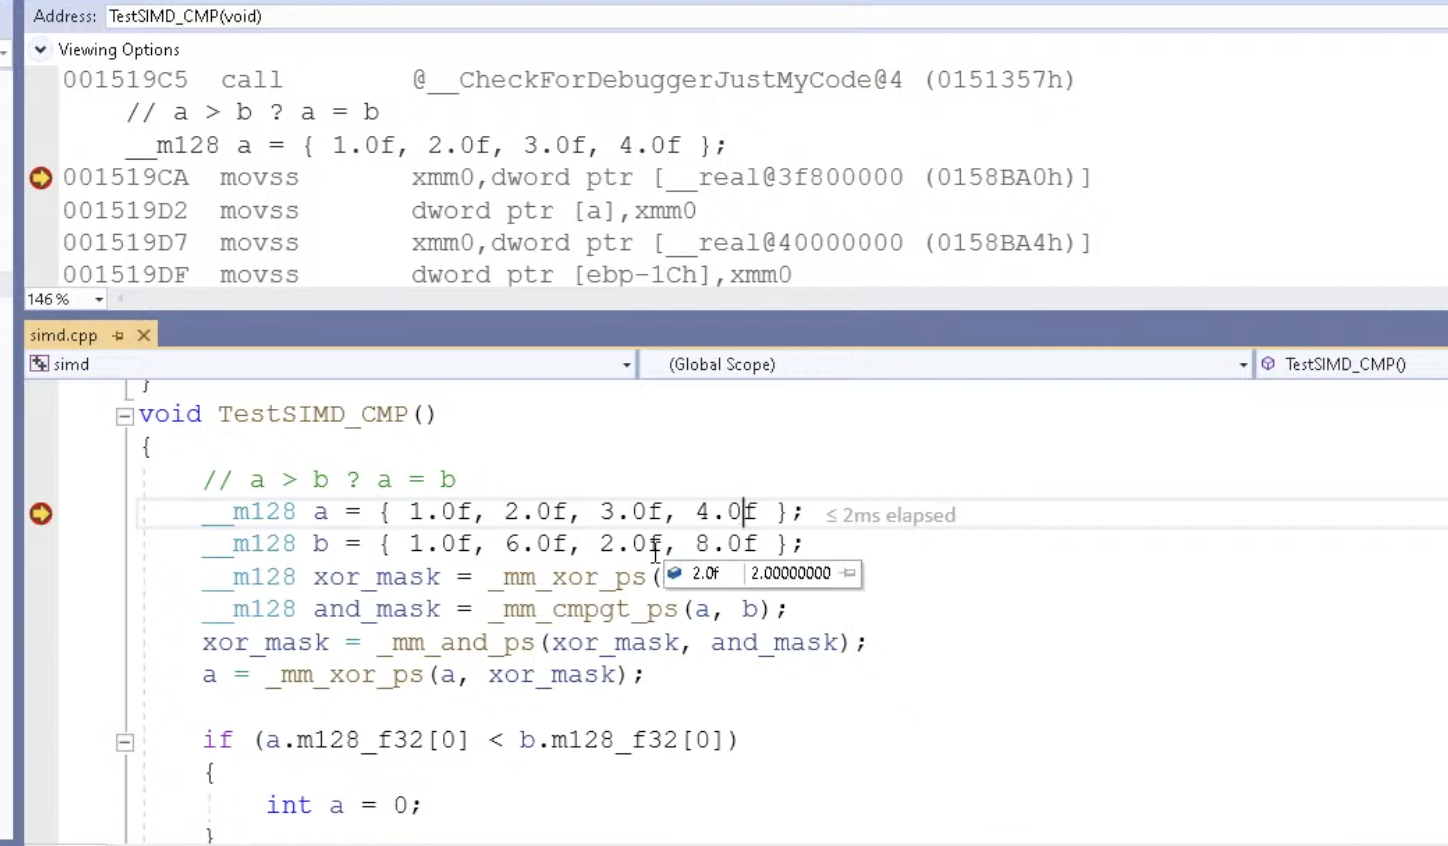 Address: TestSIMD_CMP(void)
Viewing Options
001519C5 call @__CheckForDebuggerJustMyCode@4 (0151357h)
// a > b ? a = b
__m128 a = { 1.0f, 2.0f, 3.0f, 4.0f };
001519CA movss xmm0,dword ptr [__real@3f800000 (0158BA0h)]
001519D2 movss dword ptr [a],xmm0
001519D7 movss xmm0,dword ptr [__real@40000000 (0158BA4h)]
001519DF movss dword ptr [ebp-1Ch],xmm0
146 %
simd.cpp
simd (Global Scope) TestSIMD_CMP()
}
void TestSIMD_CMP()
{
// a > b ? a = b
__m128 a = { 1.0f, 2.0f, 3.0f, 4.0f }; ≤ 2ms elapsed
__m128 b = { 1.0f, 6.0f, 2.0f, 8.0f };
__m128 xor_mask = _mm_xor_ps( 2.0f 2.00000000
__m128 and_mask = _mm_cmpgt_ps(a, b);
xor_mask = _mm_and_ps(xor_mask, and_mask);
a = _mm_xor_ps(a, xor_mask);
if (a.m128_f32[0] < b.m128_f32[0])
{
int a = 0;
}